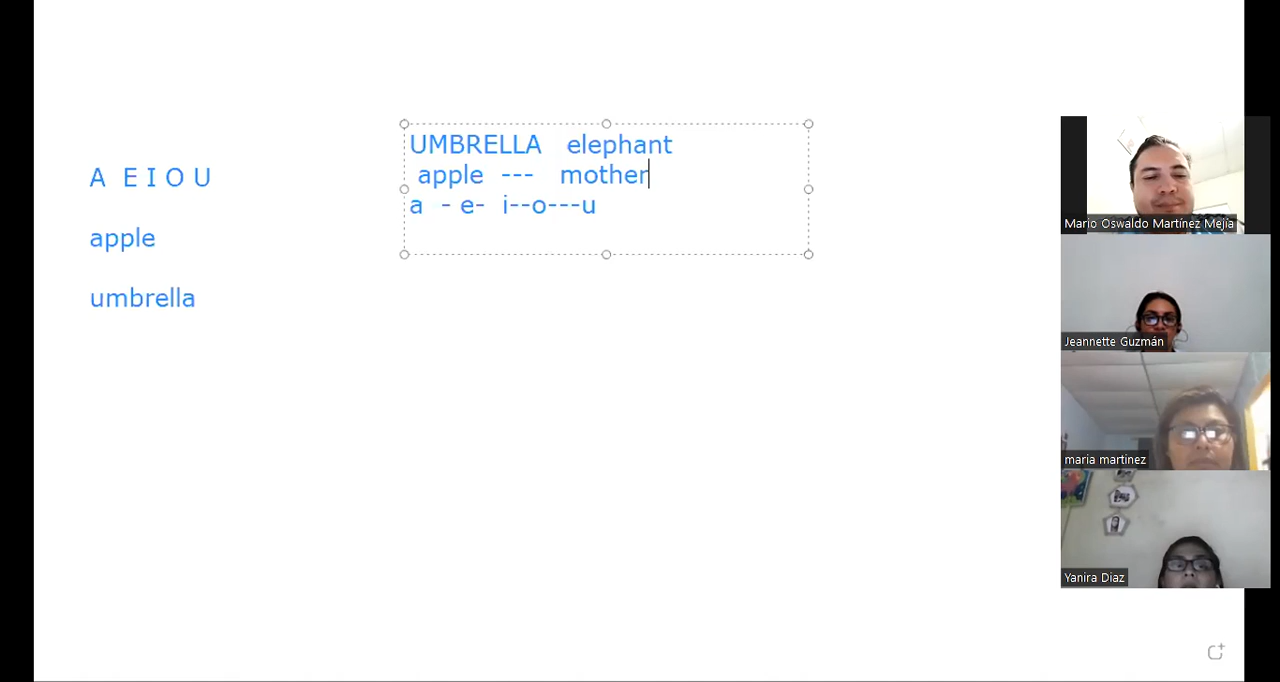 A E I O U
apple
umbrella
UMBRELLA elephant
apple --- mother
a - e- i--o---u
Mario Oswaldo Martínez Mejía
Jeannette Guzmán
maria martinez
Yanira Diaz